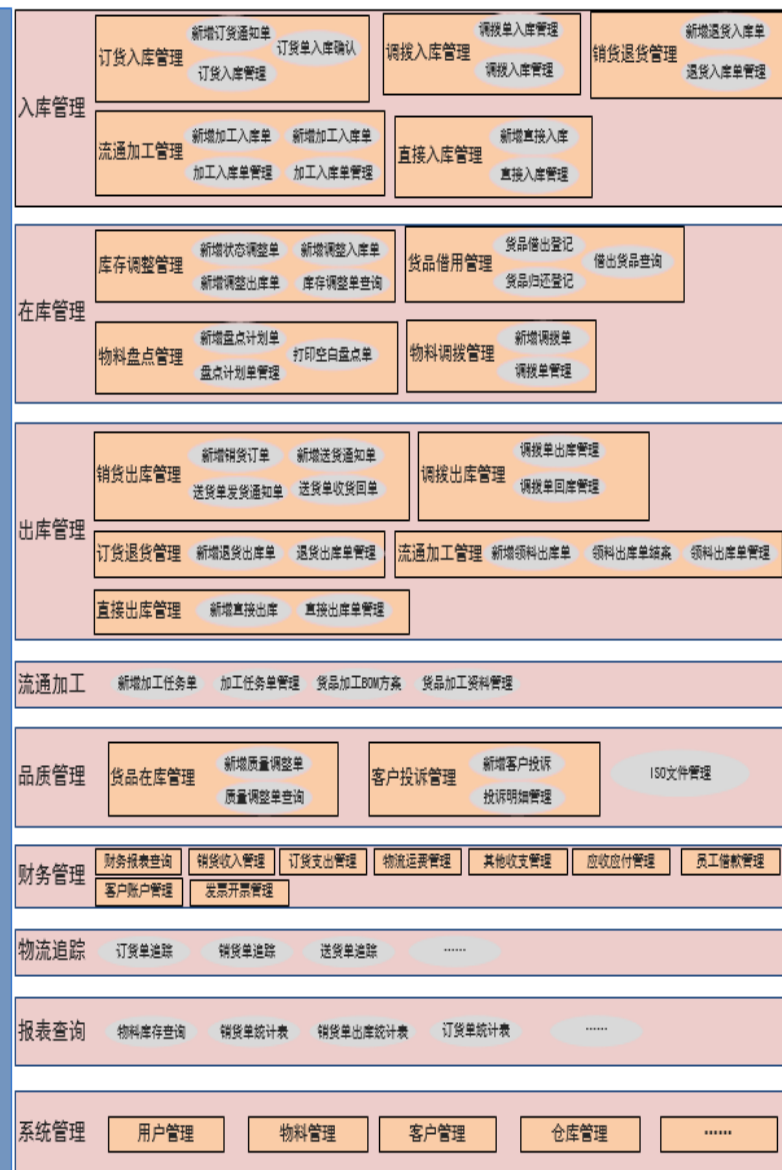 入库管理
订货入库管理
新增订货通知单
订货单入库确认
订货入库管理
调拨入库管理
调拨单入库管理
调拨入库管理
销货退货管理
新增退货入库单
退货入库单管理
流通加工管理
新增加工入库单
新增加工入库单
加工入库单管理
加工入库单管理
直接入库管理
新增直接入库
直接入库管理
在库管理
库存调整管理
新增状态调整单
新增调整入库单
新增调整出库单
库存调整单查询
货品借用管理
货品借出登记
借出货品查询
货品归还登记
物料盘点管理
新增盘点计划单
打印空白盘点单
盘点计划单管理
物料调拨管理
新增调拨单
调拨单管理
出库管理
销货出库管理
新增销货订单
新增送货通知单
送货单发货通知单
送货单收货回单
调拨出库管理
调拨单出库管理
调拨单回库管理
订货退货管理
新增退货出库单
退货出库单管理
流通加工管理
新增领料出库单
领料出库单结案
领料出库单管理
直接出库管理
新增直接出库
直接出库单管理
流通加工
新增加工任务单
加工任务单管理
货品加工BOM方案
货品加工资料管理
品质管理
货品在库管理
新增质量调整单
质量调整单查询
客户投诉管理
新增客户投诉
投诉明细管理
ISO文件管理
财务管理
财务报表查询
销货收入管理
订货支出管理
物流运费管理
其他收支管理
应收应付管理
员工借款管理
客户账户管理
发票开票管理
物流追踪
订货单追踪
销货单追踪
送货单追踪
……
报表查询
物料库存查询
销货单统计表
销货单出库统计表
订货单统计表
……
系统管理
用户管理
物料管理
客户管理
仓库管理
……